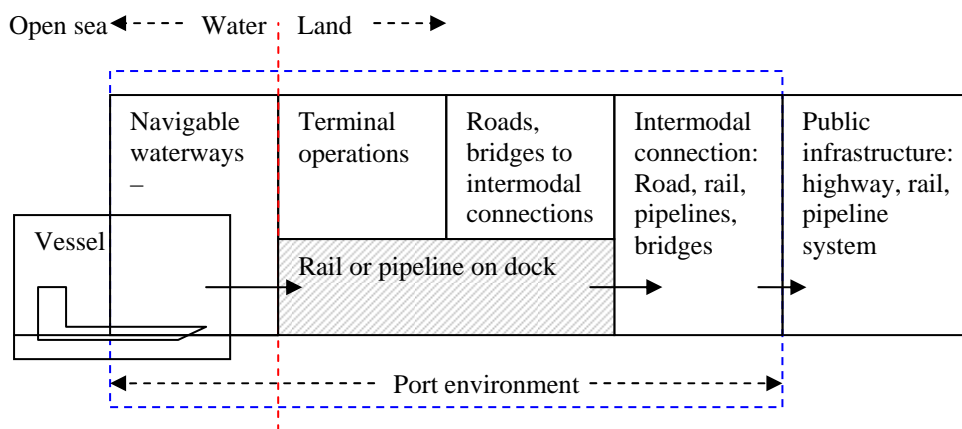 Open sea Water Land
Navigable
waterways
–
Terminal
operations
Roads,
bridges to
intermodal
connections
Intermodal
connection:
Road, rail,
pipelines,
bridges
Public
infrastructure:
highway, rail,
pipeline
system
Vessel
Rail or pipeline on dock
Port environment